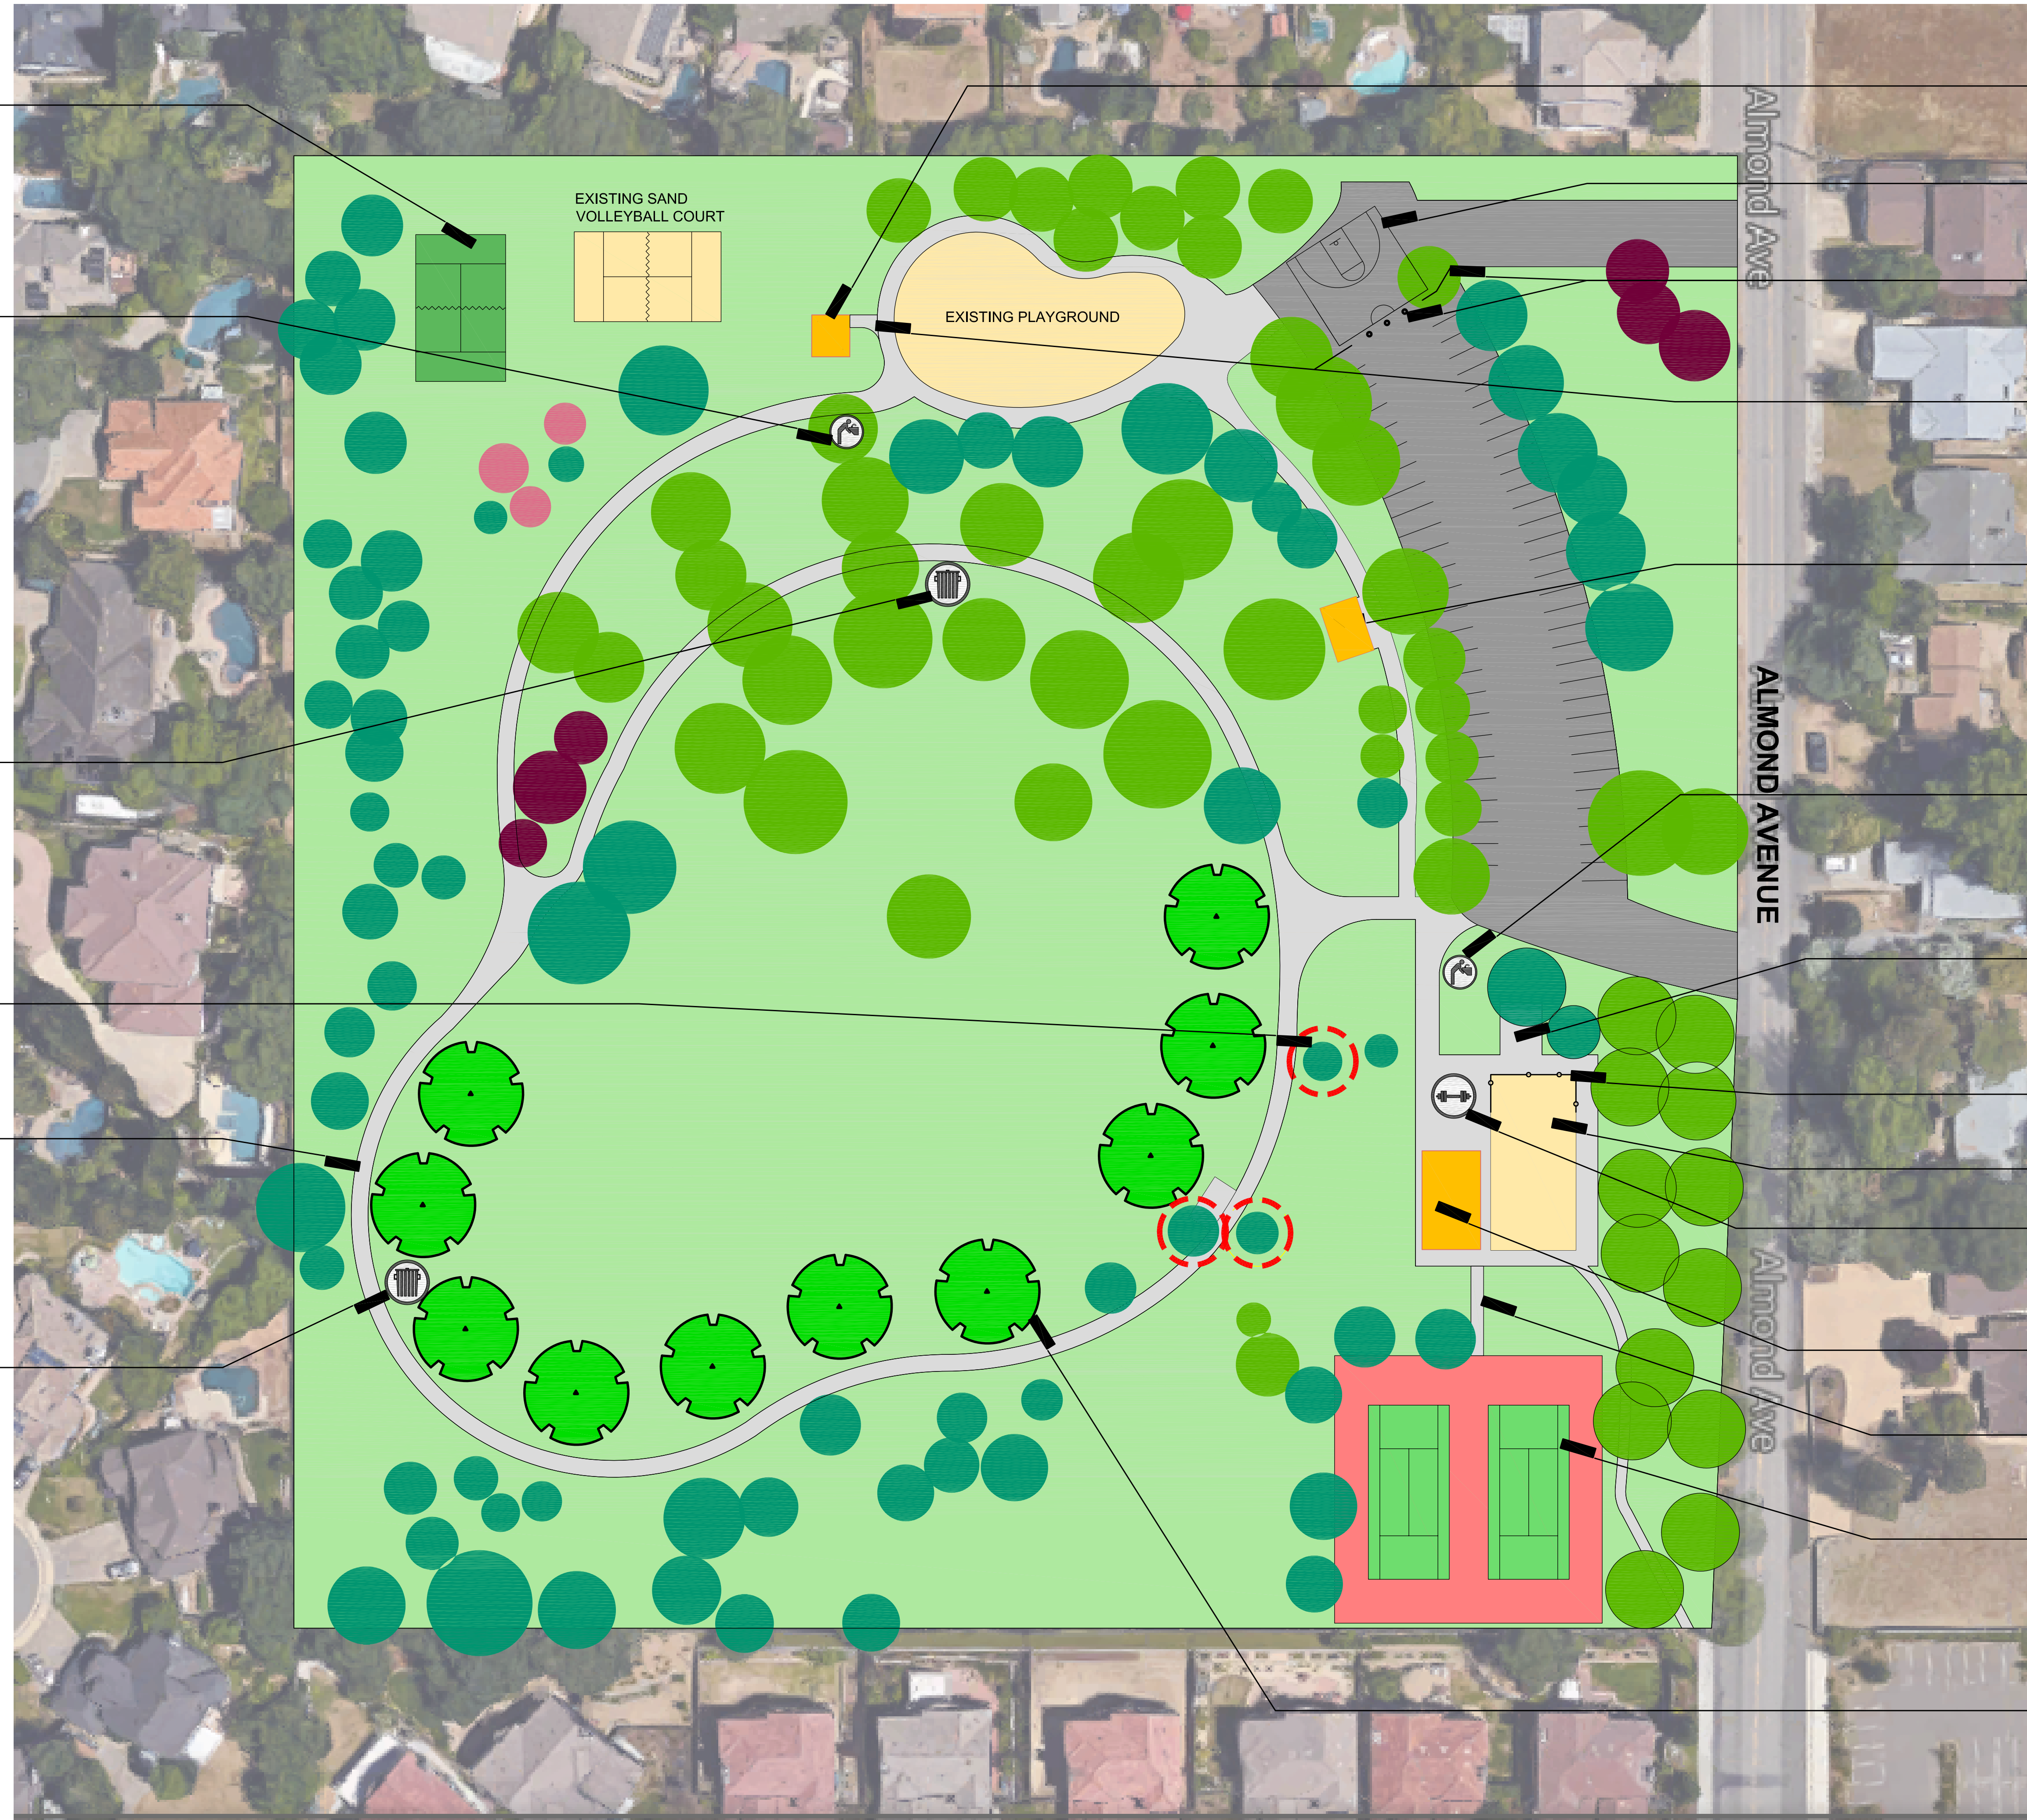 EXISTING SAND
VOLLEYBALL COURT
EXISTING PLAYGROUND
Almond Ave
ALMOND AVENUE
Almond Ave